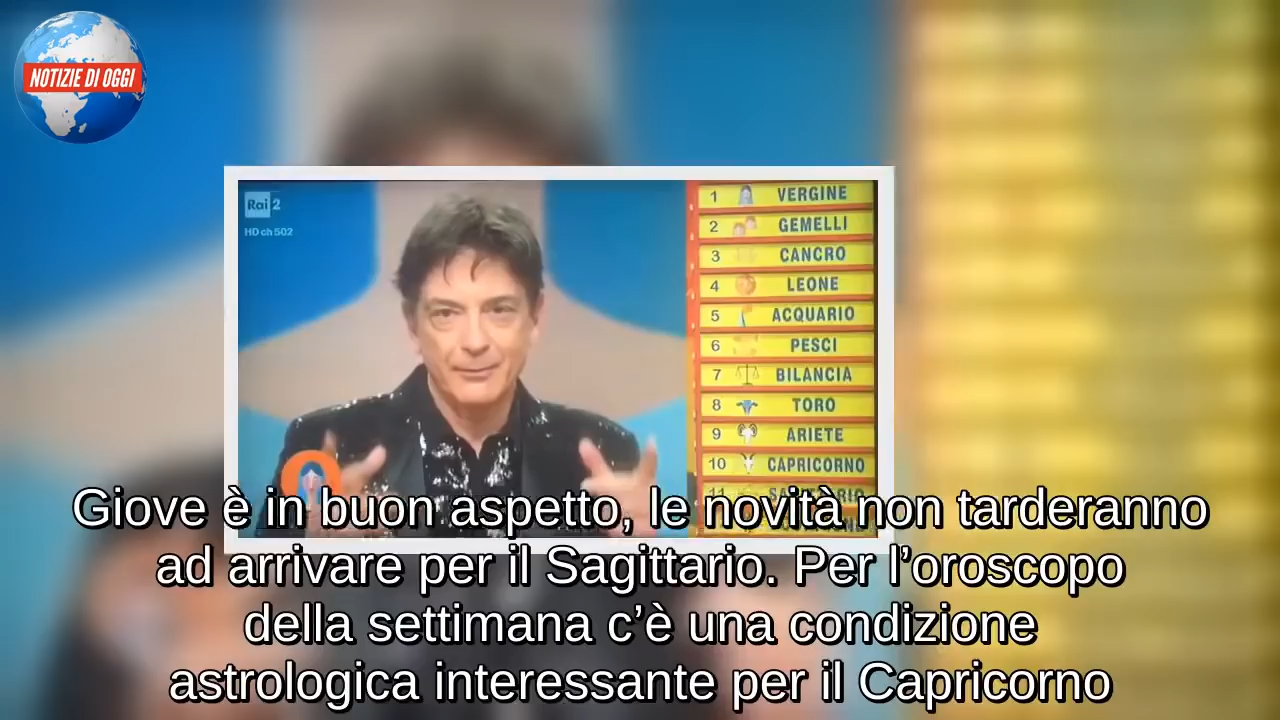 NOTIZIE DI OGGI
Rai 2
HD ch 502
1 VERGINE
2 GEMELLI
3 CANCRO
4 LEONE
5 ACQUARIO
6 PESCI
7 BILANCIA
8 TORO
9 ARIETE
10 CAPRICORNO
11
Giove è in buon aspetto, le novità non tarderanno
ad arrivare per il Sagittario. Per l’oroscopo
della settimana c’è una condizione
astrologica interessante per il Capricorno